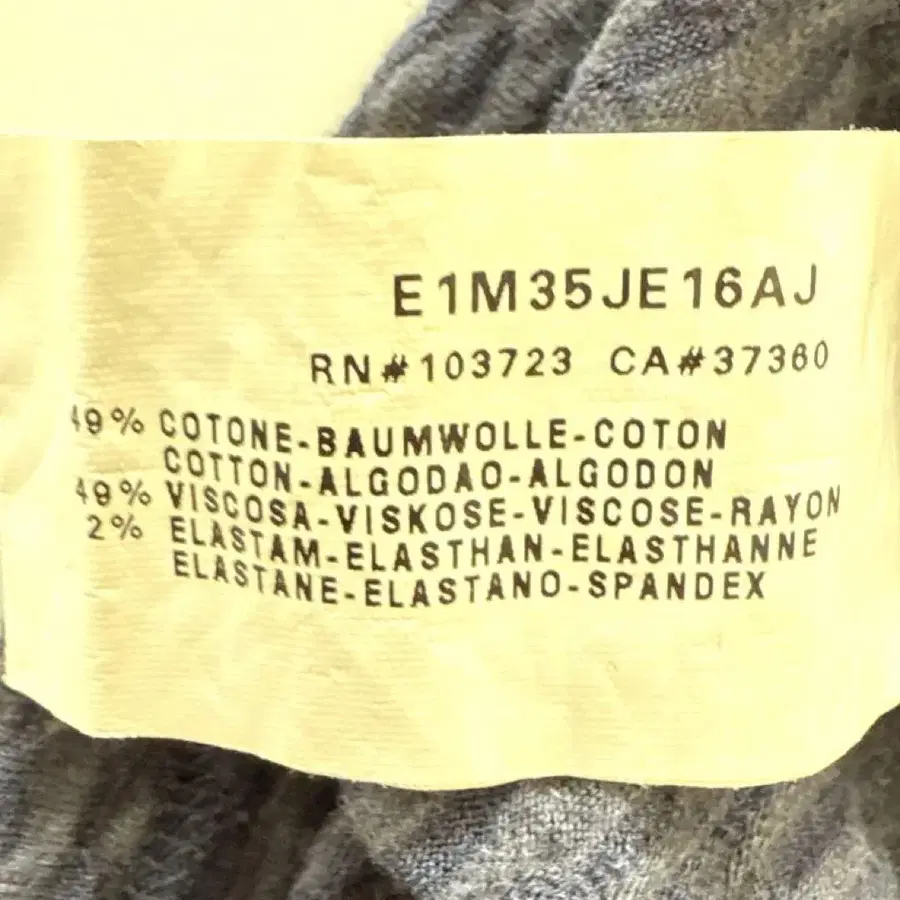 E1M35JE16AJ
RN#103723 CA#37360
49% COTONE-BAUMWOLLE-COTON
COTTON-ALGODAO-ALGODON
49% VISCOSA-VISKOSE-VISCOSE-RAYON
2% ELASTAM-ELASTHAN-ELASTHANNE
ELASTANE-ELASTANO-SPANDEX